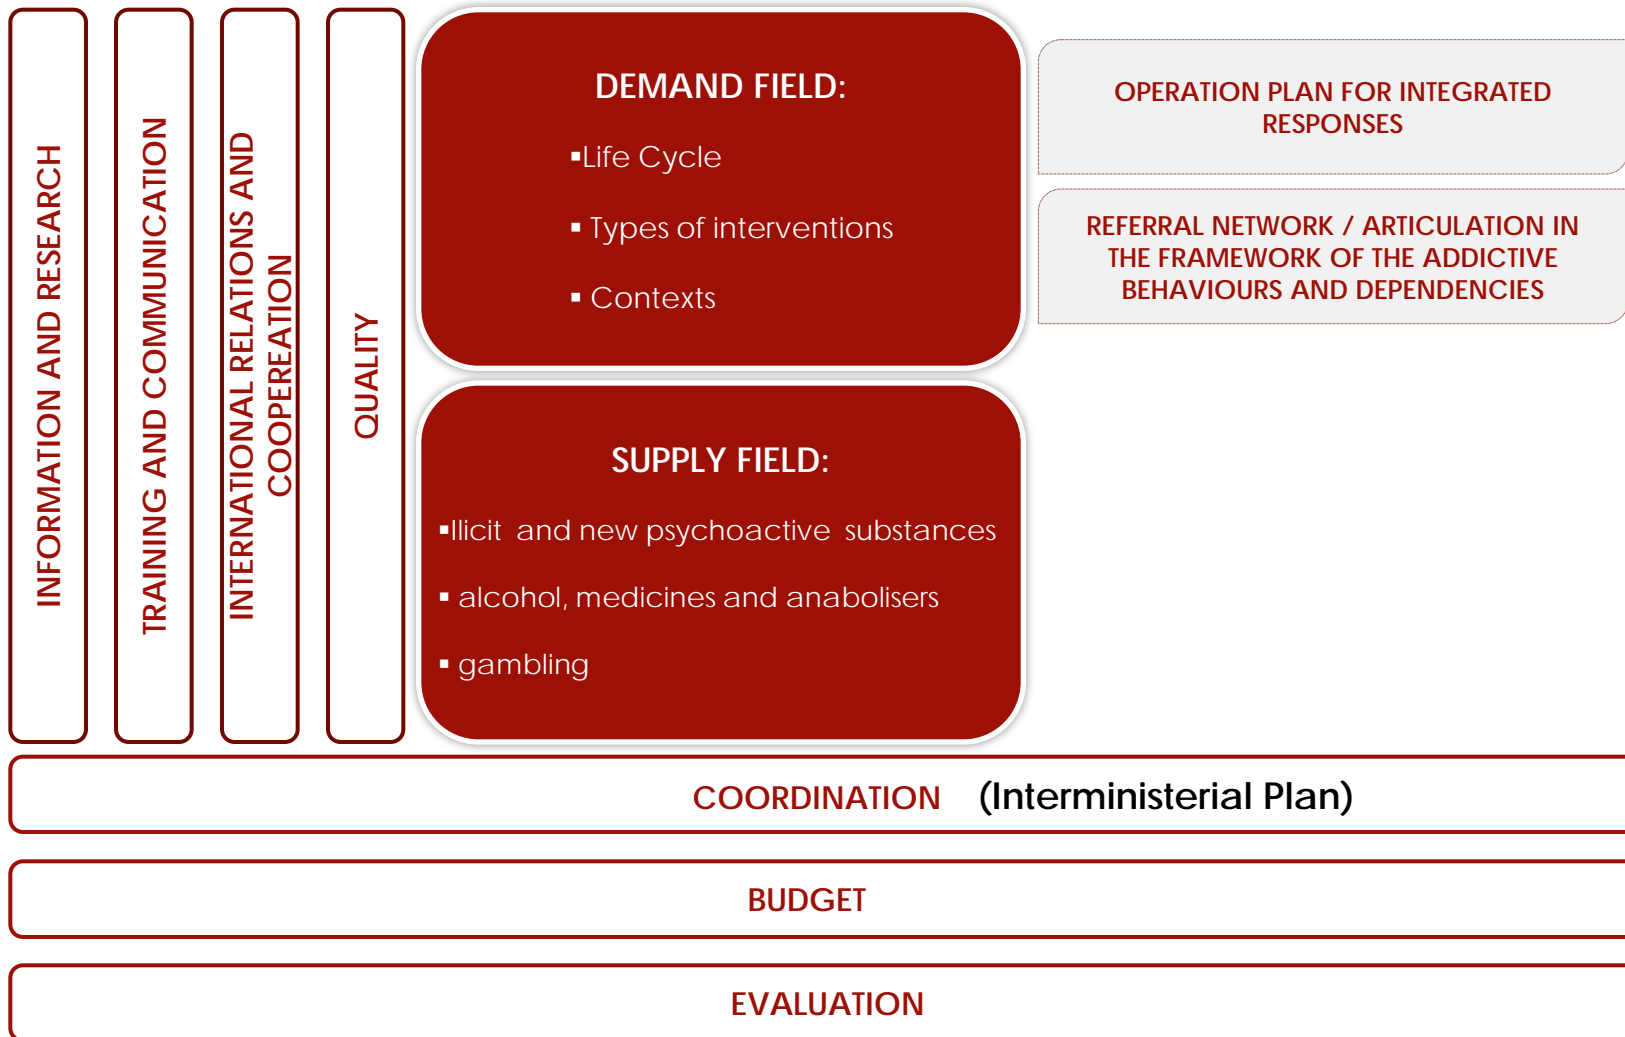 INFORMATION AND RESEARCH
TRAINING AND COMMUNICATION
INTERNATIONAL RELATIONS AND
COOPEREATION
QUALITY
DEMAND FIELD:
▪Life Cycle
▪ Types of interventions
▪ Contexts
OPERATION PLAN FOR INTEGRATED
RESPONSES
REFERRAL NETWORK / ARTICULATION IN
THE FRAMEWORK OF THE ADDICTIVE
BEHAVIOURS AND DEPENDENCIES
SUPPLY FIELD:
▪Ilicit and new psychoactive substances
▪ alcohol, medicines and anabolisers
▪ gambling
COORDINATION (Interministerial Plan)
BUDGET
EVALUATION